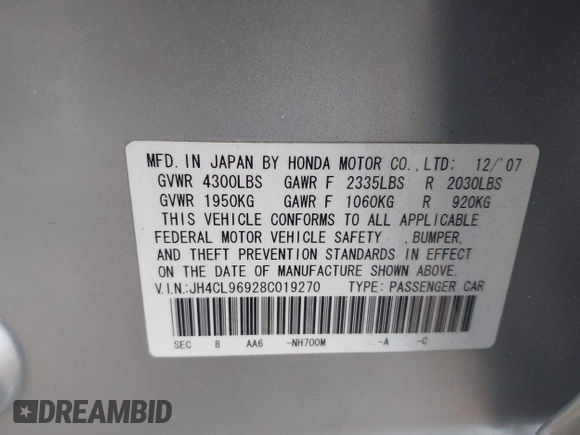 MFD. IN JAPAN BY HONDA MOTOR CO.,LTD: 12/'07
GVWR 4300LBS GAWR F 2335LBS R 2030LBS
GVWR 1950KG GAWR F 1060KG R 920KG
THIS VEHICLE CONFORMS TO ALL APPLICABLE
FEDERAL MOTOR VEHICLE SAFETY ,BUMPER,
AND THEFT PREVENTION STANDARDS IN EFFECT
ON THE DATE OF MANUFACTURE SHOWN ABOVE.
V.I.N.:JH4CL96928C019270 TYPE: PASSENGER CAR
SEC 8 AA6 -NH700M -A -C
DREAMBID